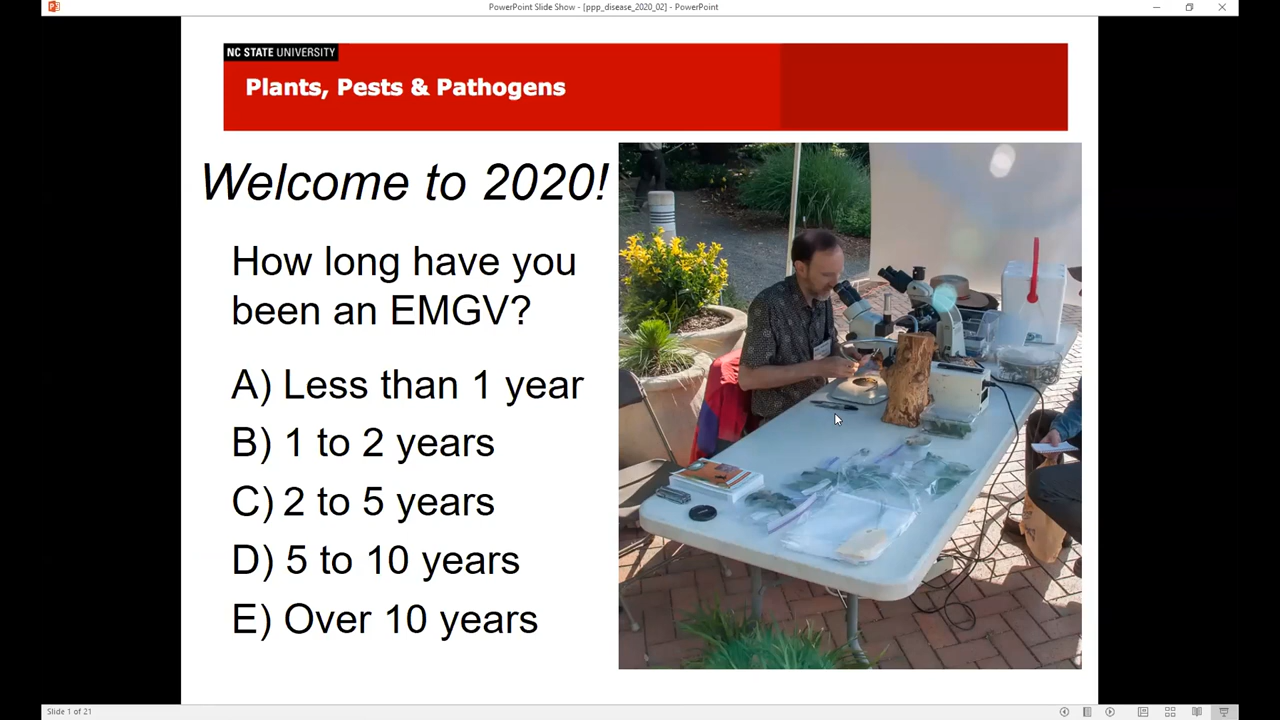 PowerPoint Slide Show - [ppp_disease_2020_02] - PowerPoint
NC STATE UNIVERSITY
Plants, Pests & Pathogens
Welcome to 2020!
How long have you
been an EMGV?
A) Less than 1 year
B) 1 to 2 years
C) 2 to 5 years
D) 5 to 10 years
E) Over 10 years
Slide 1 of 21